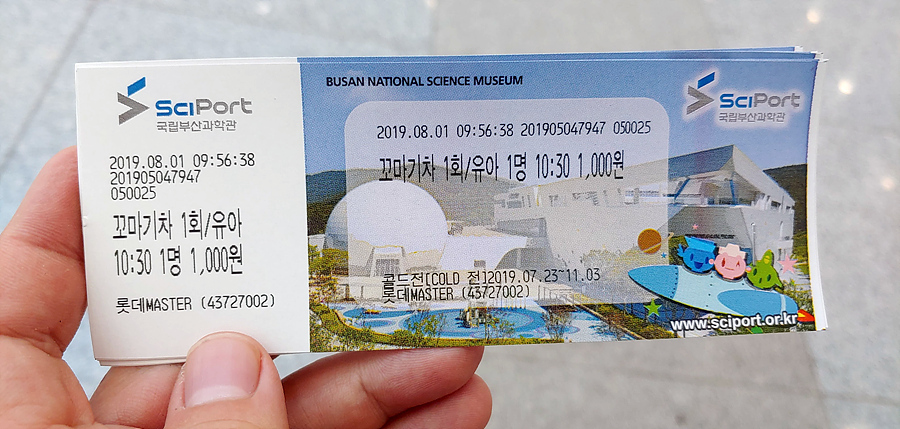 SciPort
국립부산과학관
2019.08.01 09:56:38
201905047947
050025
꼬마기차 1회/유아
10:30 1명 1,000원
롯데MASTER (43727002)
BUSAN NATIONAL SCIENCE MUSEUM
SciPort
국립부산과학관
2019.08.01 09:56:38 201905047947 050025
꼬마기차 1회/유아 1명 10:30 1,000원
콜드전[COLD 점]2019.07.23~11.03
롯데MASTER (43727002)
www.sciport.or.kr